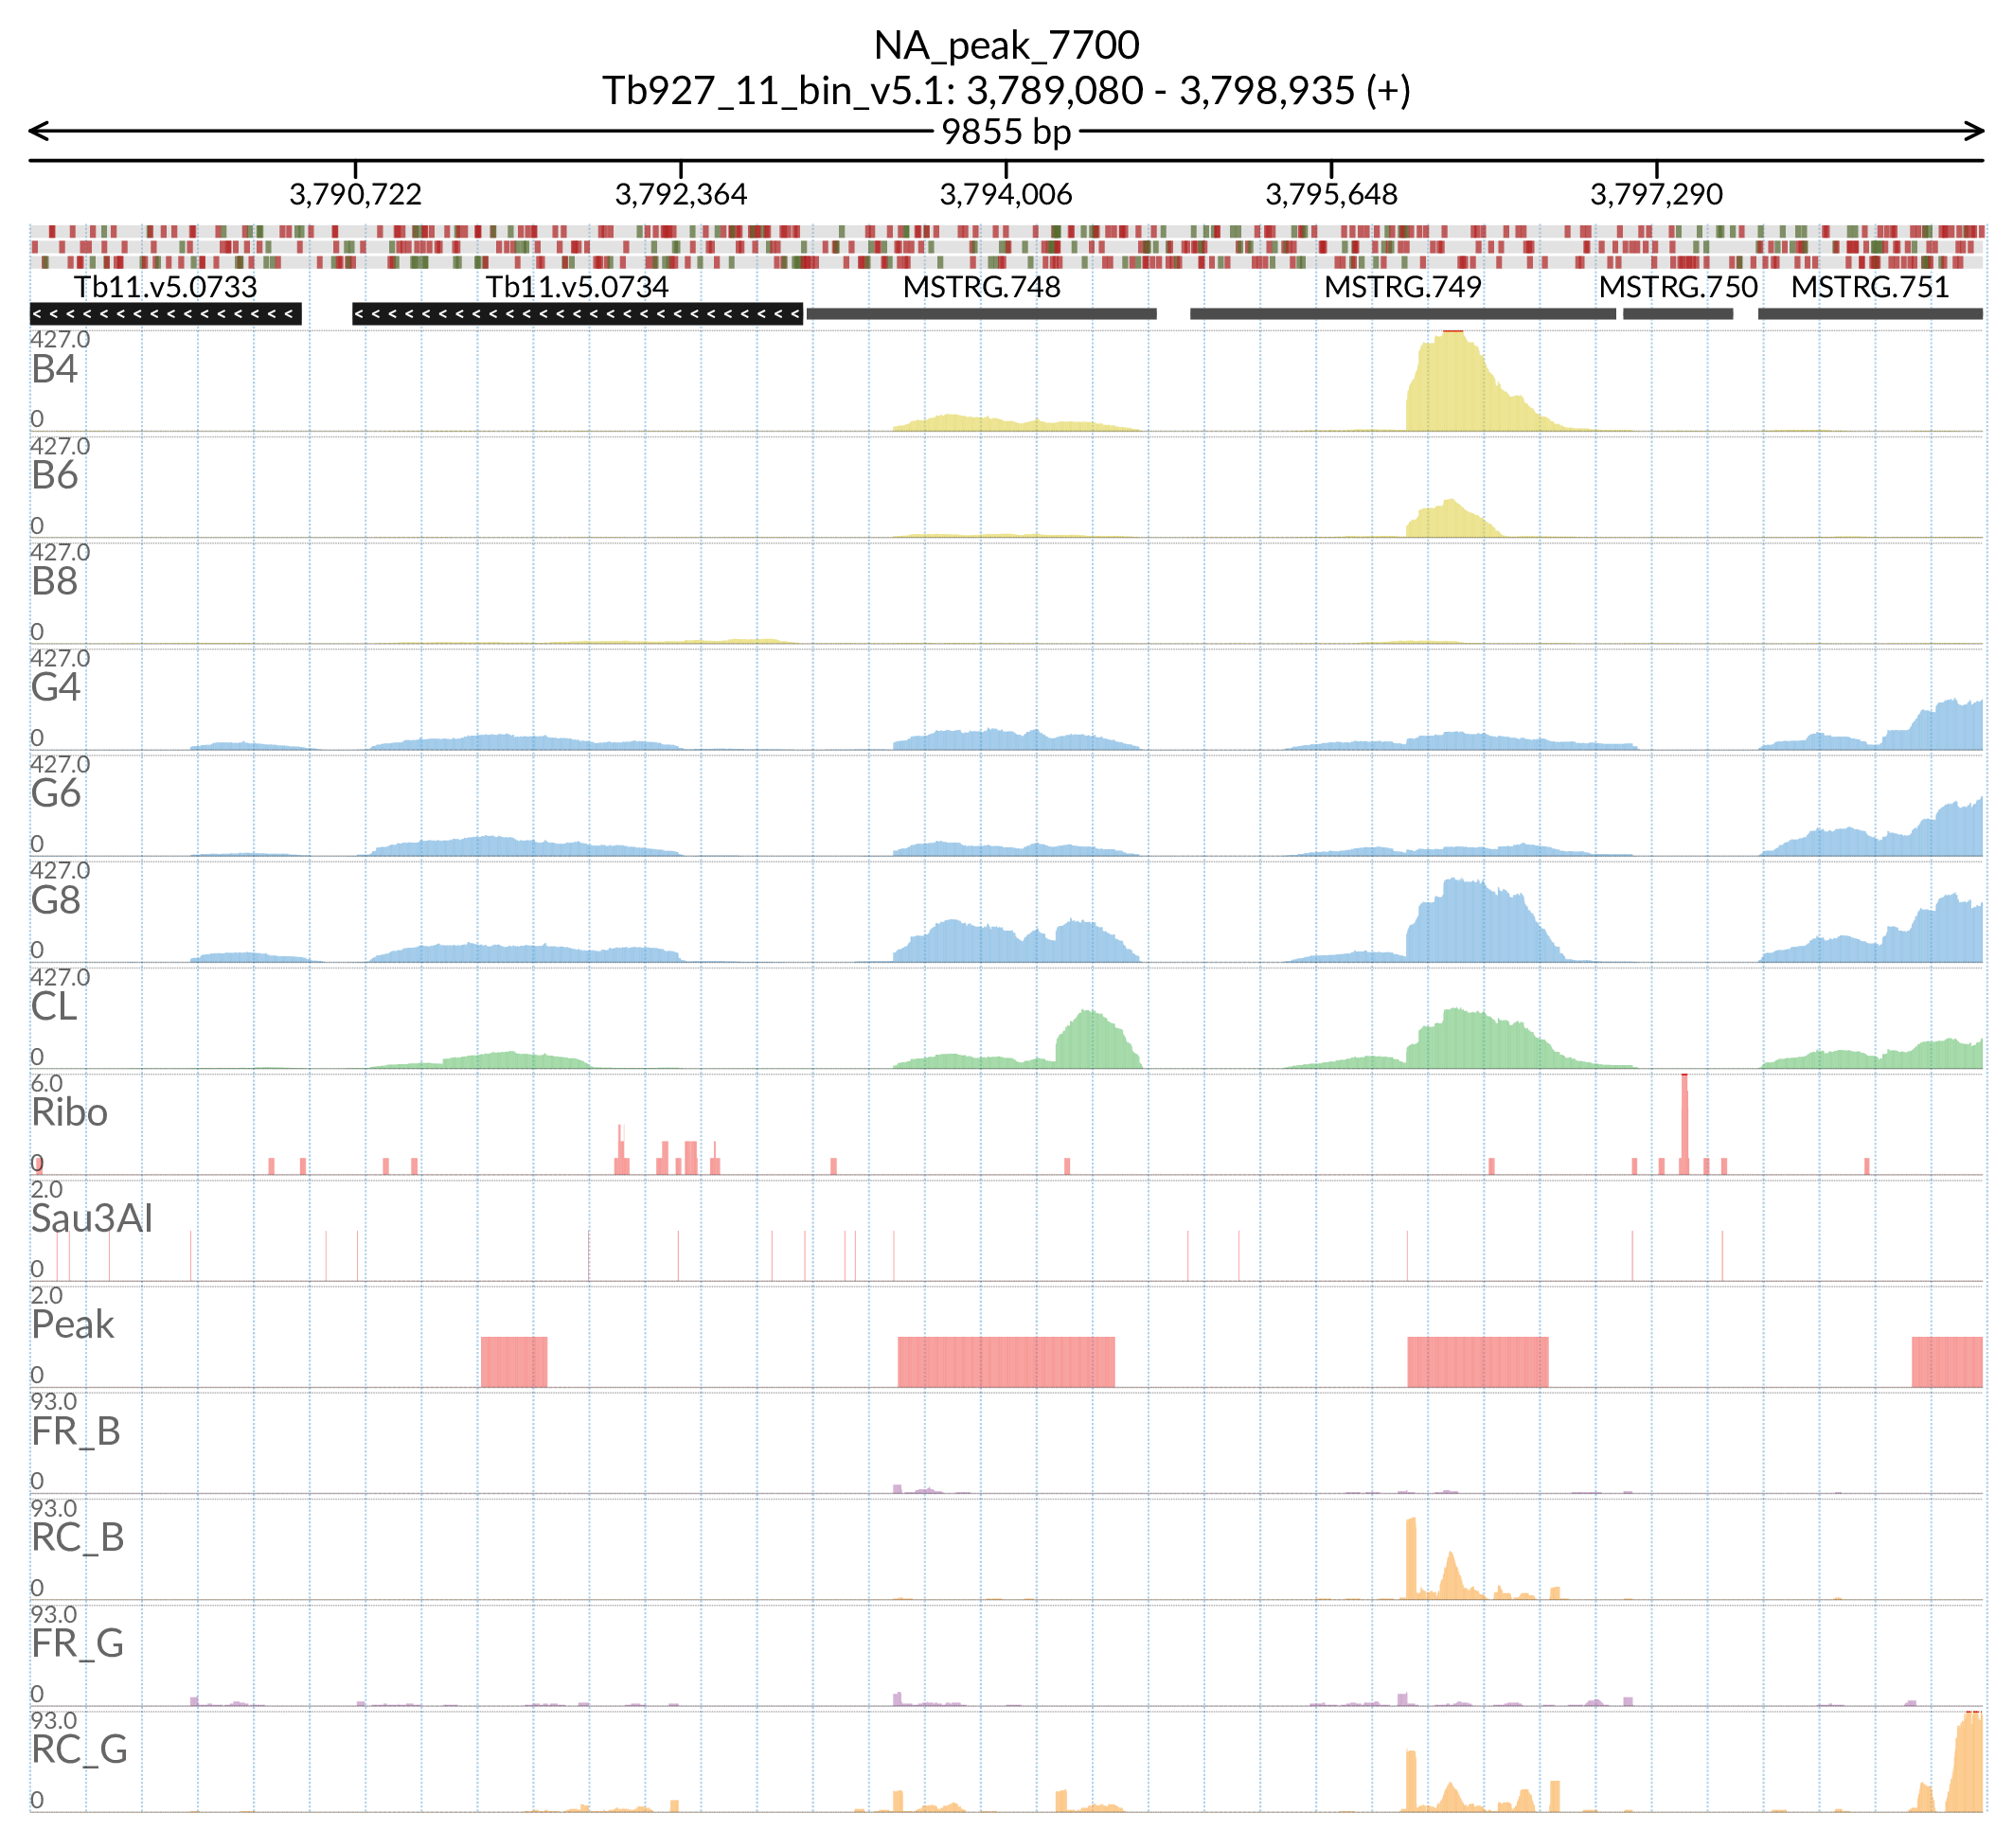 NA_peak_7700
Tb927_11_bin_v5.1: 3,789,080 - 3,798,935 (+)
9855 bp
3,790,722 3,792,364 3,794,006 3,795,648 3,797,290
Tb11.v5.0733 Tb11.v5.0734 MSTRG.748 MSTRG.749 MSTRG.750 MSTRG.751
427.0
B4
0
427.0
B6
0
427.0
B8
0
427.0
G4
0
427.0
G6
0
427.0
G8
0
427.0
CL
0
6.0
Ribo
0
2.0
Sau3AI
0
2.0
Peak
0
93.0
FR_B
0
93.0
RC_B
0
93.0
FR_G
0
93.0
RC_G
0